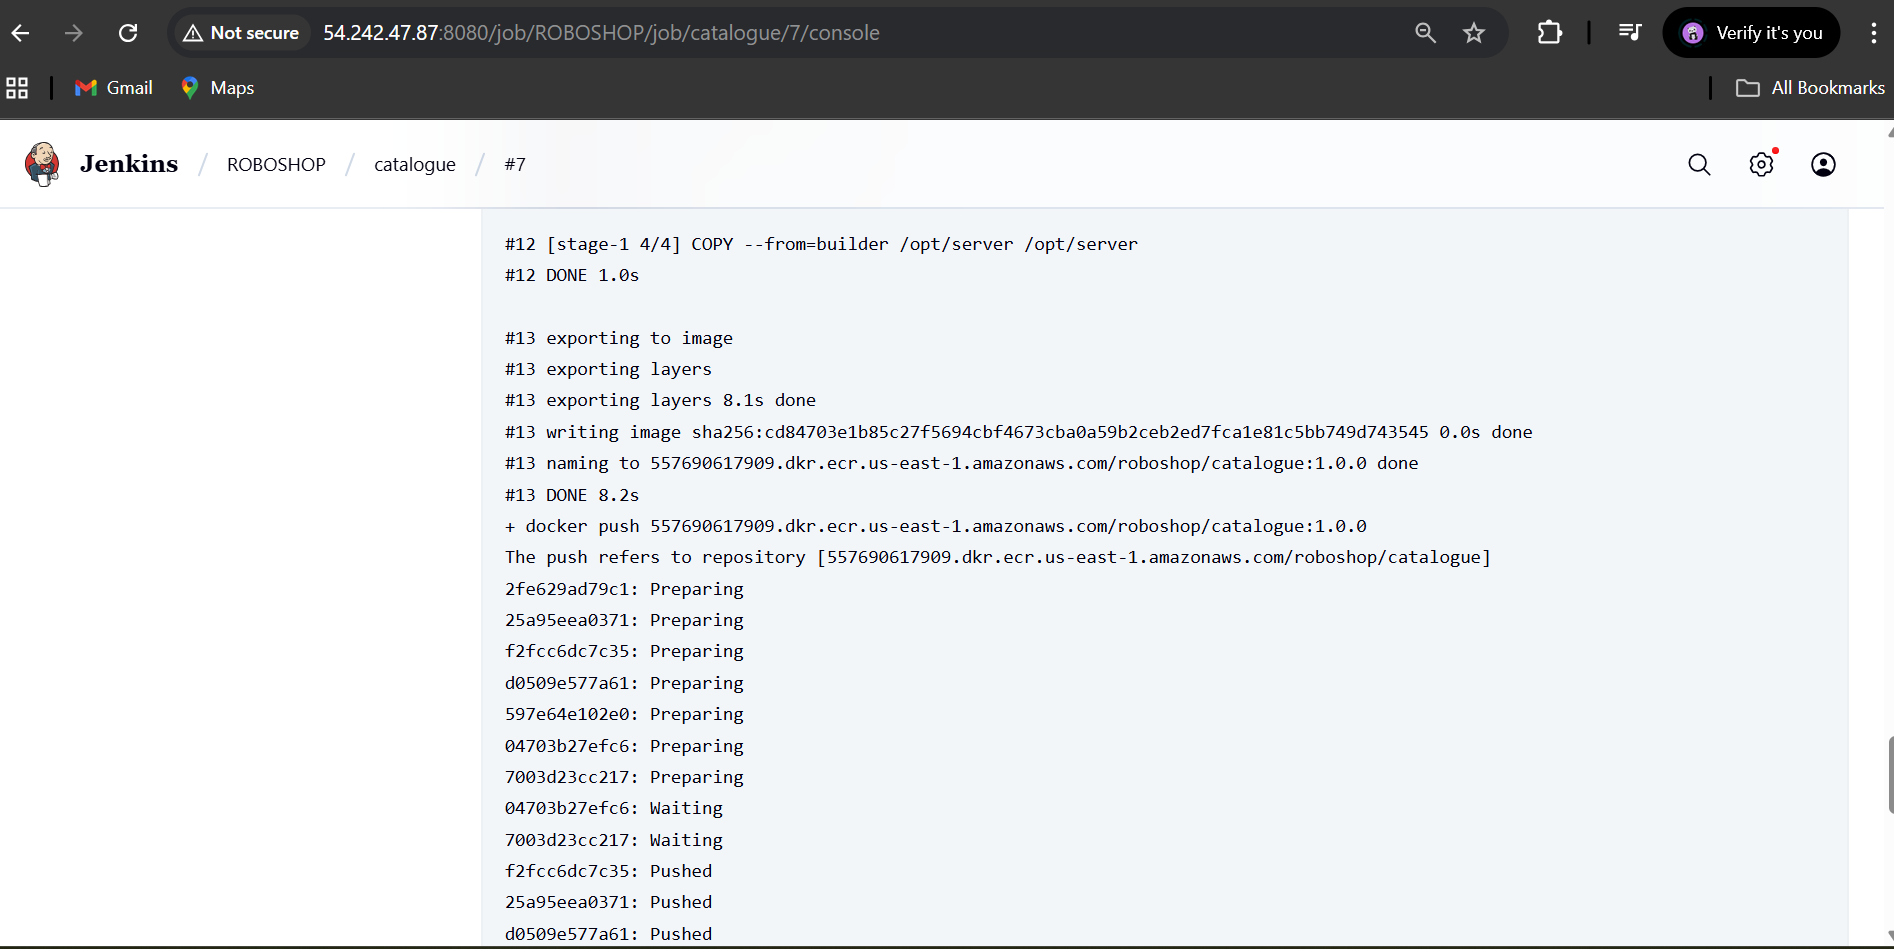 Not secure 54.242.47.87:8080/job/ROBOSHOP/job/catalogue/7/console Verify it's you
Gmail Maps All Bookmarks
Jenkins / ROBOSHOP / catalogue / #7
#12 [stage-1 4/4] COPY --from=builder /opt/server /opt/server
#12 DONE 1.0s
#13 exporting to image
#13 exporting layers
#13 exporting layers 8.1s done
#13 writing image sha256:cd84703e1b85c27f5694cbf4673cba0a59b2ceb2ed7fca1e81c5bb749d743545 0.0s done
#13 naming to 557690617909.dkr.ecr.us-east-1.amazonaws.com/roboshop/catalogue:1.0.0 done
#13 DONE 8.2s
+ docker push 557690617909.dkr.ecr.us-east-1.amazonaws.com/roboshop/catalogue:1.0.0
The push refers to repository [557690617909.dkr.ecr.us-east-1.amazonaws.com/roboshop/catalogue]
2fe629ad79c1: Preparing
25a95eea0371: Preparing
f2fcc6dc7c35: Preparing
d0509e577a61: Preparing
597e64e102e0: Preparing
04703b27efc6: Preparing
7003d23cc217: Preparing
04703b27efc6: Waiting
7003d23cc217: Waiting
f2fcc6dc7c35: Pushed
25a95eea0371: Pushed
d0509e577a61: Pushed